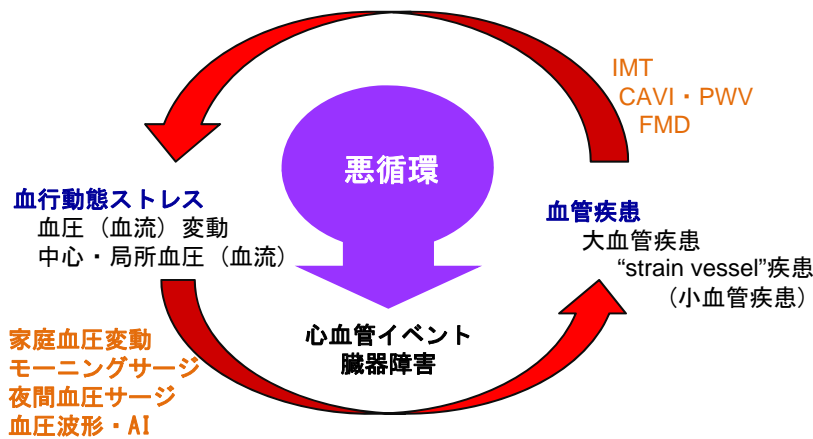 IMT
CAVI・PWV
FMD
悪循環
血行動態ストレス
血圧（血流）変動
中心・局所血圧（血流）
血管疾患
大血管疾患
“strain vessel”疾患
（小血管疾患）
心血管イベント
臓器障害
家庭血圧変動
モーニングサージ
夜間血圧サージ
血圧波形・AI